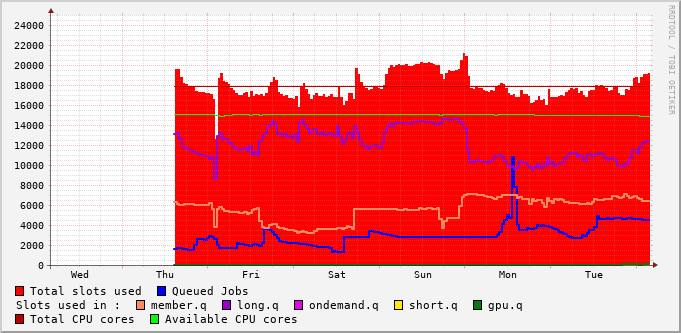 24000
22000
20000
18000
16000
14000
12000
10000
8000
6000
4000
2000
0
Wed Thu Fri Sat Sun Mon Tue
Total slots used Queued Jobs
Slots used in : member.q long.q ondemand.q short.q gpu.q
Total CPU cores Available CPU cores
RRDTOOL / TOBI OETIKER